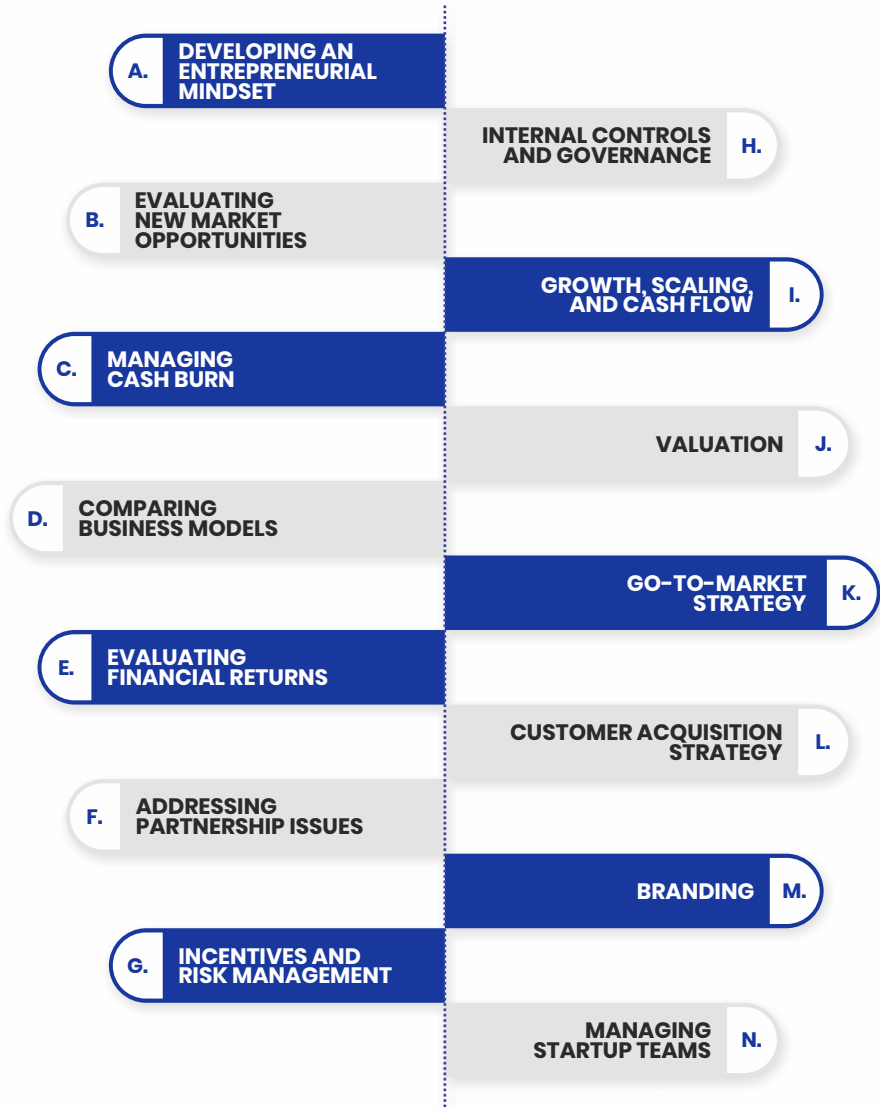 A.
DEVELOPING AN
ENTREPRENEURIAL
MINDSET
INTERNAL CONTROLS
AND GOVERNANCE
H.
B.
EVALUATING
NEW MARKET
OPPORTUNITIES
GROWTH, SCALING,
AND CASH FLOW
I.
C.
MANAGING
CASH BURN
VALUATION
J.
D.
COMPARING
BUSINESS MODELS
GO-TO-MARKET
STRATEGY
K.
E.
EVALUATING
FINANCIAL RETURNS
CUSTOMER ACQUISITION
STRATEGY
L.
F.
ADDRESSING
PARTNERSHIP ISSUES
BRANDING
M.
G.
INCENTIVES AND
RISK MANAGEMENT
MANAGING
STARTUP TEAMS
N.